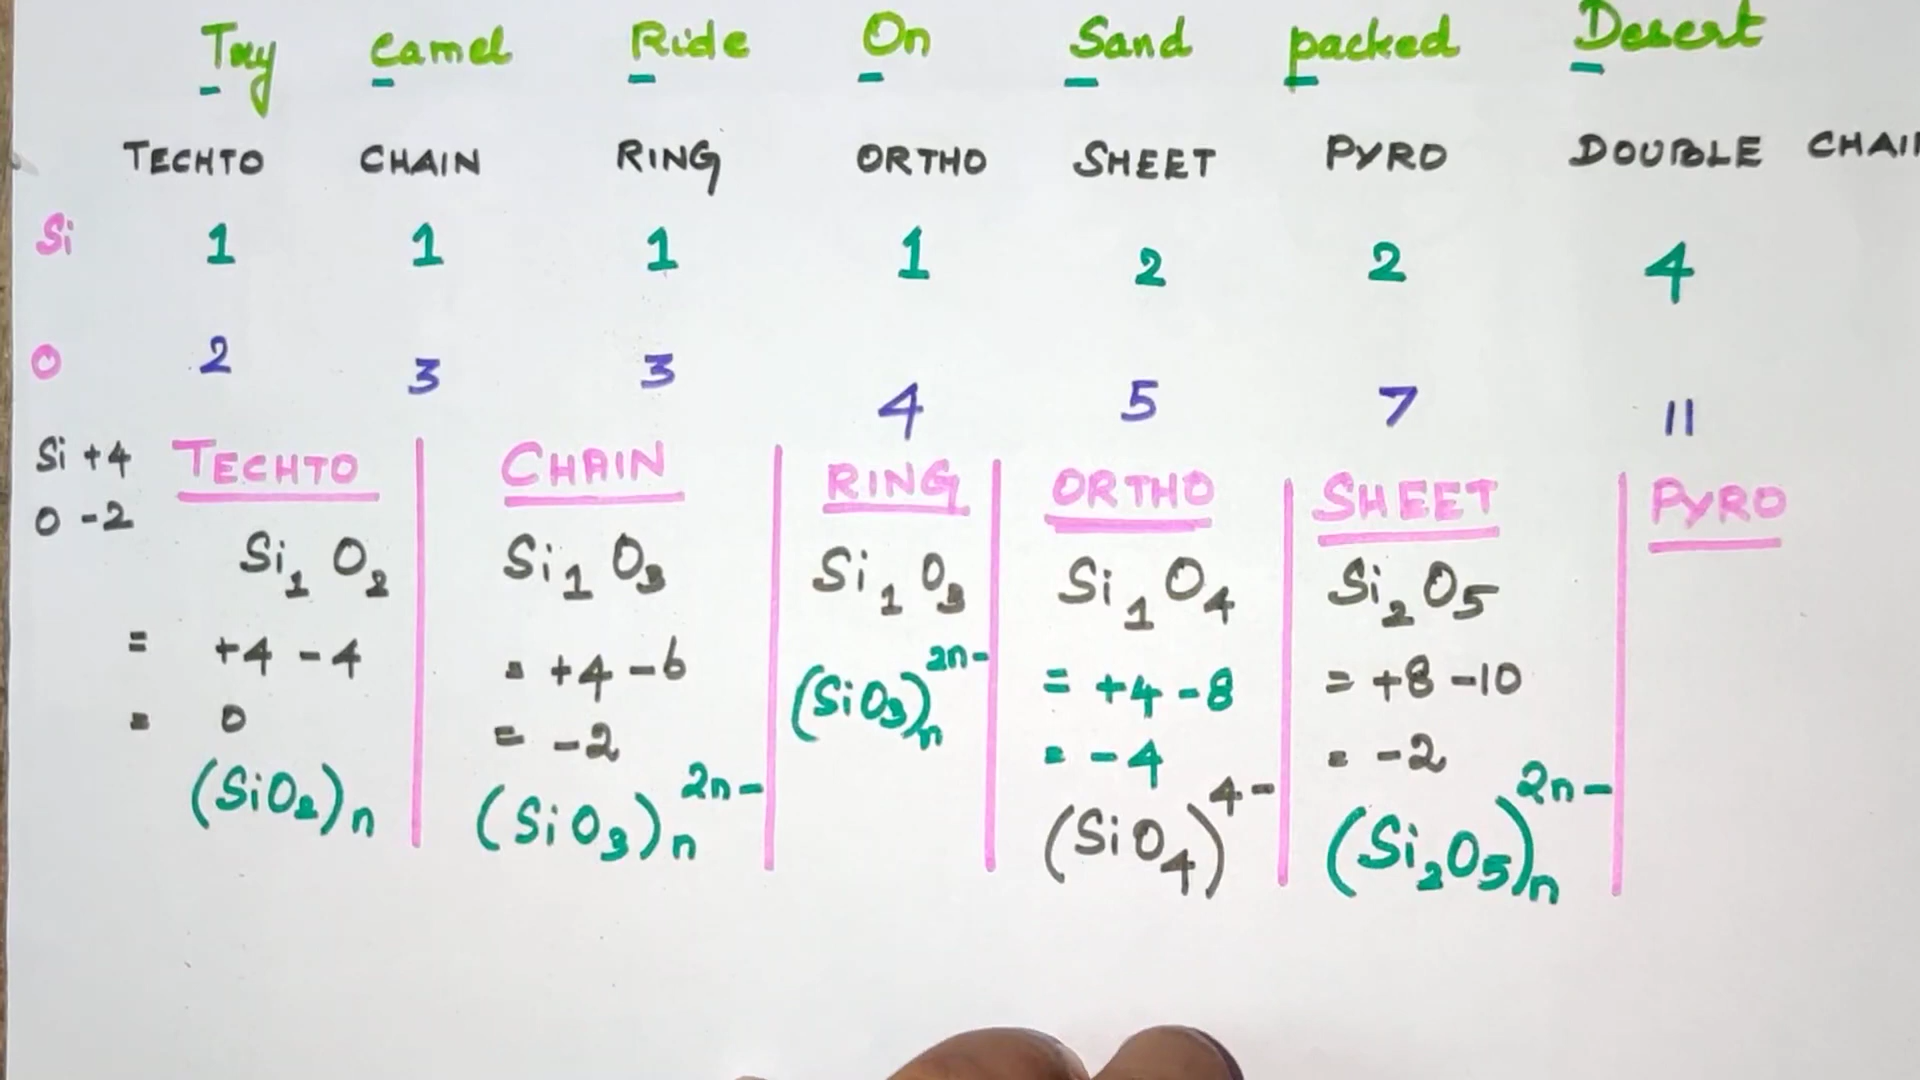 Try Camel Ride On Sand packed Desert
TECHTO CHAIN RING ORTHO SHEET PYRO DOUBLE CHAI
Si 1 1 1 1 2 2 4
O 2 3 3 4 5 7 11
Si +4
O -2
TECHTO
Si₁ O₂
= +4 -4
= 0
(SiO₂)n
CHAIN
Si₁ O₃
= +4 -6
= -2
(SiO₃)n 2n-
RING
Si₁ O₃
(SiO₃)n 2n-
ORTHO
Si₁ O₄
= +4 -8
= -4
(SiO₄) 4-
SHEET
Si₂ O₅
= +8 -10
= -2
(Si₂O₅)n 2n-
PYRO